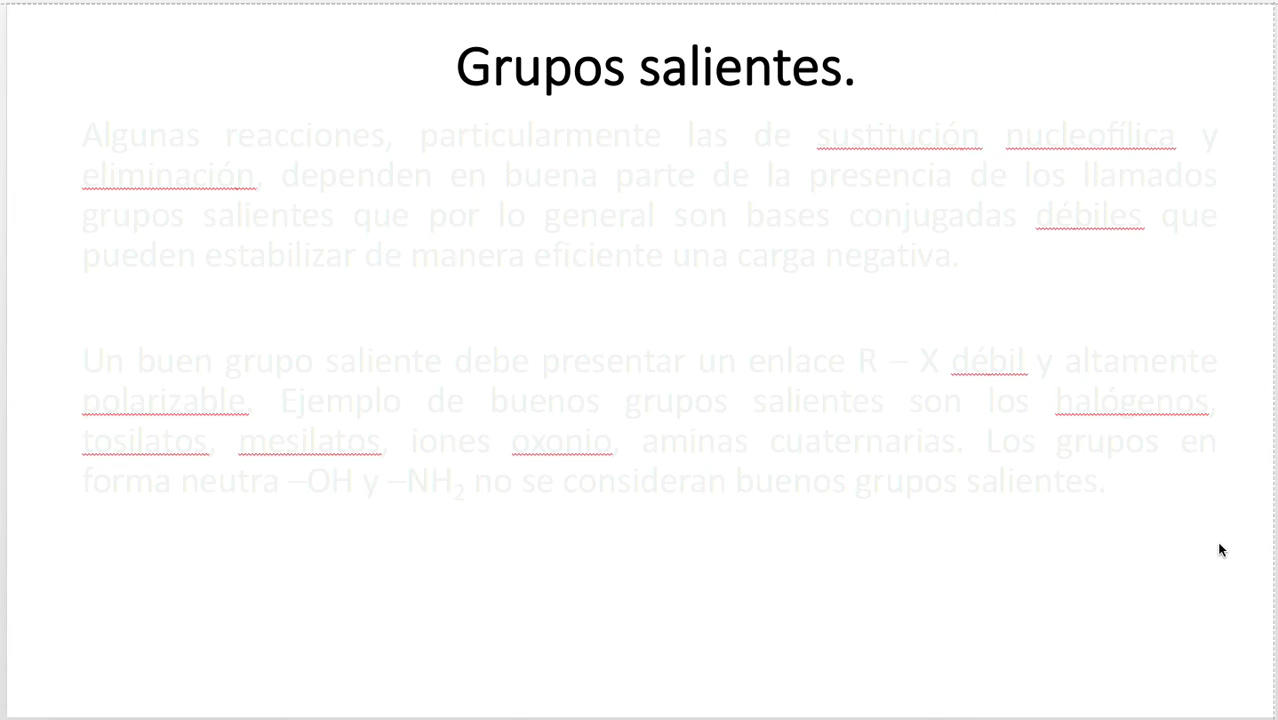 Grupos salientes.
Algunas reacciones, particularmente las de sustitución nucleofílica y
eliminación, dependen en buena parte de la presencia de los llamados
grupos salientes que por lo general son bases conjugadas débiles que
pueden estabilizar de manera eficiente una carga negativa.
Un buen grupo saliente debe presentar un enlace R – X débil y altamente
polarizable. Ejemplo de buenos grupos salientes son los halógenos,
tosilatos, mesilatos, iones oxonio, aminas cuaternarias. Los grupos en
forma neutra –OH y –NH₂ no se consideran buenos grupos salientes.